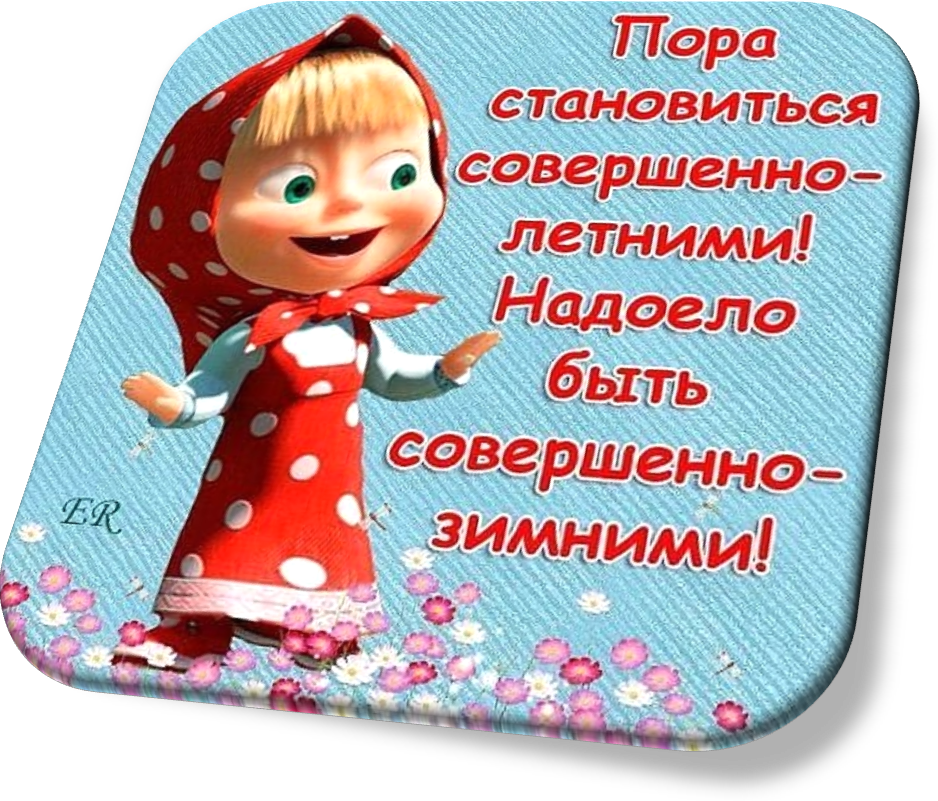 Пора
становиться
совершенно-
летними!
Надоело
быть
совершенно-
зимними!
ER